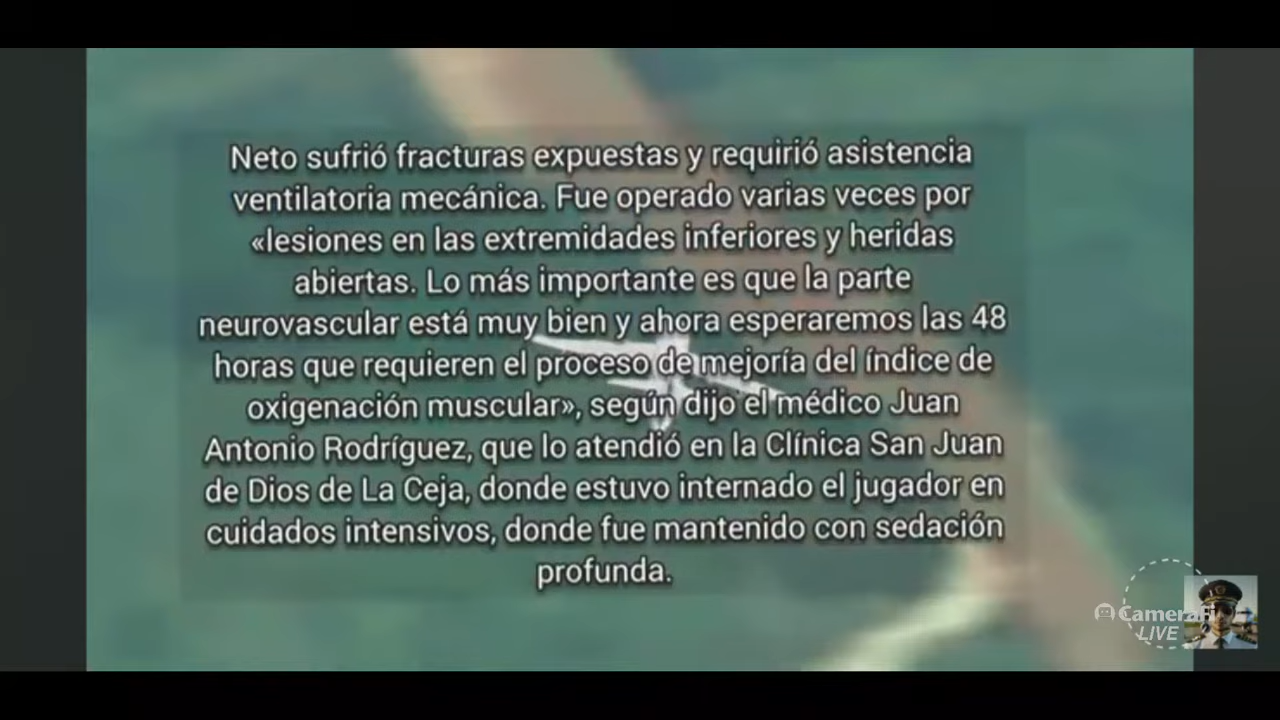 Neto sufrió fracturas expuestas y requirió asistencia
ventilatoria mecánica. Fue operado varias veces por
«lesiones en las extremidades inferiores y heridas
abiertas. Lo más importante es que la parte
neurovascular está muy bien y ahora esperaremos las 48
horas que requieren el proceso de mejoría del índice de
oxigenación muscular», según dijo el médico Juan
Antonio Rodríguez, que lo atendió en la Clínica San Juan
de Dios de La Ceja, donde estuvo internado el jugador en
cuidados intensivos, donde fue mantenido con sedación
profunda.
CameraFi
LIVE